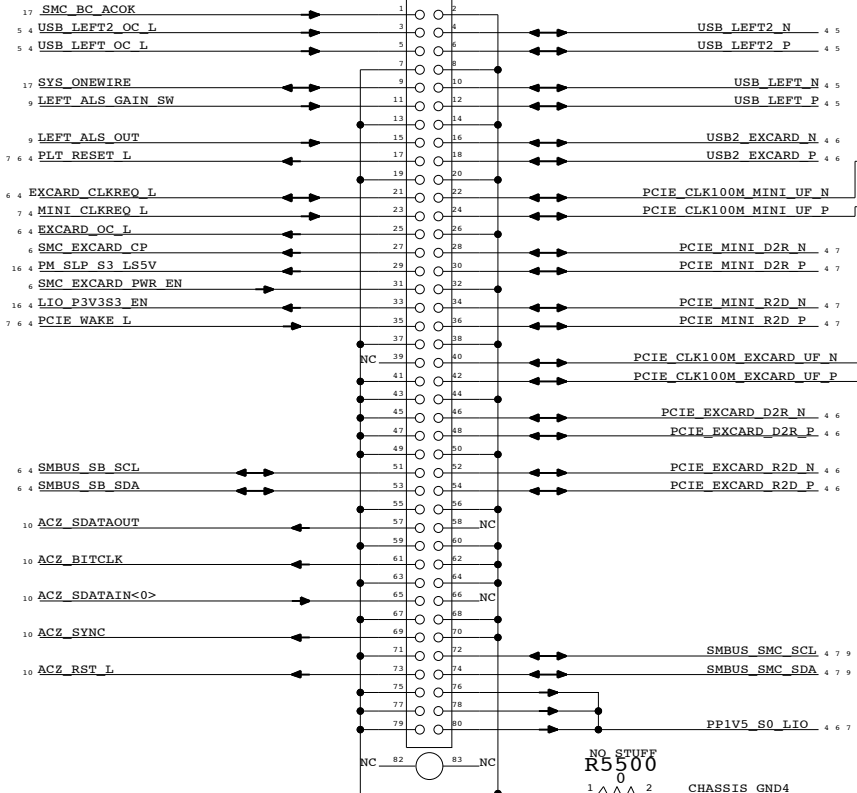 17 SMC_BC_ACOK 1 2
5 4 USB_LEFT2_OC_L 3 4 USB_LEFT2_N 4 5
5 4 USB_LEFT_OC_L 5 6 USB_LEFT2_P 4 5
7 8
17 SYS_ONEWIRE 9 10 USB_LEFT_N 4 5
9 LEFT_ALS_GAIN_SW 11 12 USB_LEFT_P 4 5
13 14
9 LEFT_ALS_OUT 15 16 USB2_EXCARD_N 4 6
7 6 4 PLT_RESET_L 17 18 USB2_EXCARD_P 4 6
19 20
6 4 EXCARD_CLKREQ_L 21 22 PCIE_CLK100M_MINI_UF_N
7 4 MINI_CLKREQ_L 23 24 PCIE_CLK100M_MINI_UF_P
6 4 EXCARD_OC_L 25 26
6 SMC_EXCARD_CP 27 28 PCIE_MINI_D2R_N 4 7
16 4 PM_SLP_S3_LS5V 29 30 PCIE_MINI_D2R_P 4 7
6 SMC_EXCARD_PWR_EN 31 32
16 4 LIO_P3V3S3_EN 33 34 PCIE_MINI_R2D_N 4 7
7 6 4 PCIE_WAKE_L 35 36 PCIE_MINI_R2D_P 4 7
37 38
NC 39 40 PCIE_CLK100M_EXCARD_UF_N
41 42 PCIE_CLK100M_EXCARD_UF_P
43 44
45 46 PCIE_EXCARD_D2R_N 4 6
47 48 PCIE_EXCARD_D2R_P 4 6
49 50
6 4 SMBUS_SB_SCL 51 52 PCIE_EXCARD_R2D_N 4 6
6 4 SMBUS_SB_SDA 53 54 PCIE_EXCARD_R2D_P 4 6
55 56
10 ACZ_SDATAOUT 57 58 NC
59 60
10 ACZ_BITCLK 61 62
63 64
10 ACZ_SDATAIN<0> 65 66 NC
67 68
10 ACZ_SYNC 69 70
71 72 SMBUS_SMC_SCL 4 7 9
10 ACZ_RST_L 73 74 SMBUS_SMC_SDA 4 7 9
75 76
77 78
79 80 PP1V5_S0_LIO 4 6 7
NC 82 83 NC
NO STUFF
R5500
0
1 2 CHASSIS_GND4